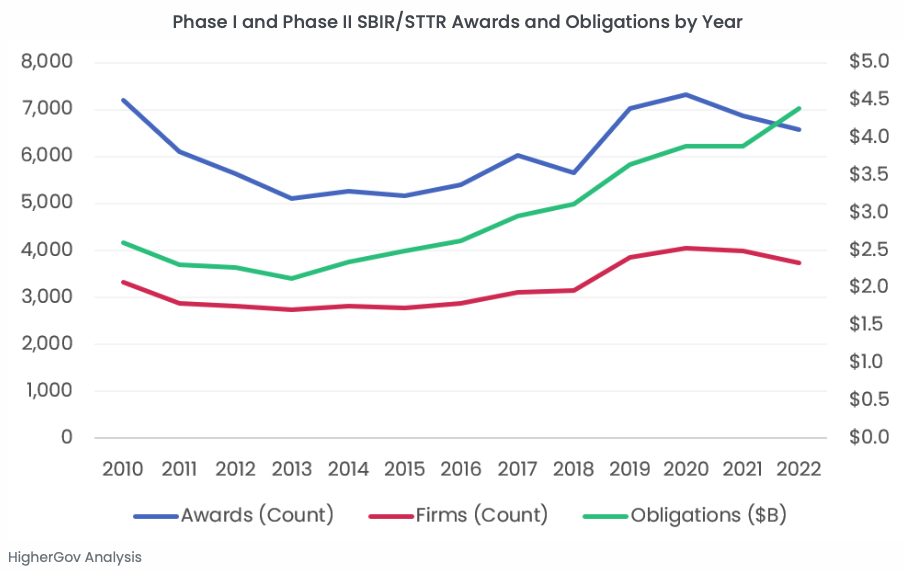 Phase I and Phase II SBIR/STTR Awards and Obligations by Year
8,000 $5.0
7,000 $4.5
6,000 $4.0
5,000 $3.5
4,000 $3.0
3,000 $2.5
2,000 $2.0
1,000 $1.5
0 $1.0
$0.5
$0.0
2010 2011 2012 2013 2014 2015 2016 2017 2018 2019 2020 2021 2022
Awards (Count) Firms (Count) Obligations ($B)
HigherGov Analysis